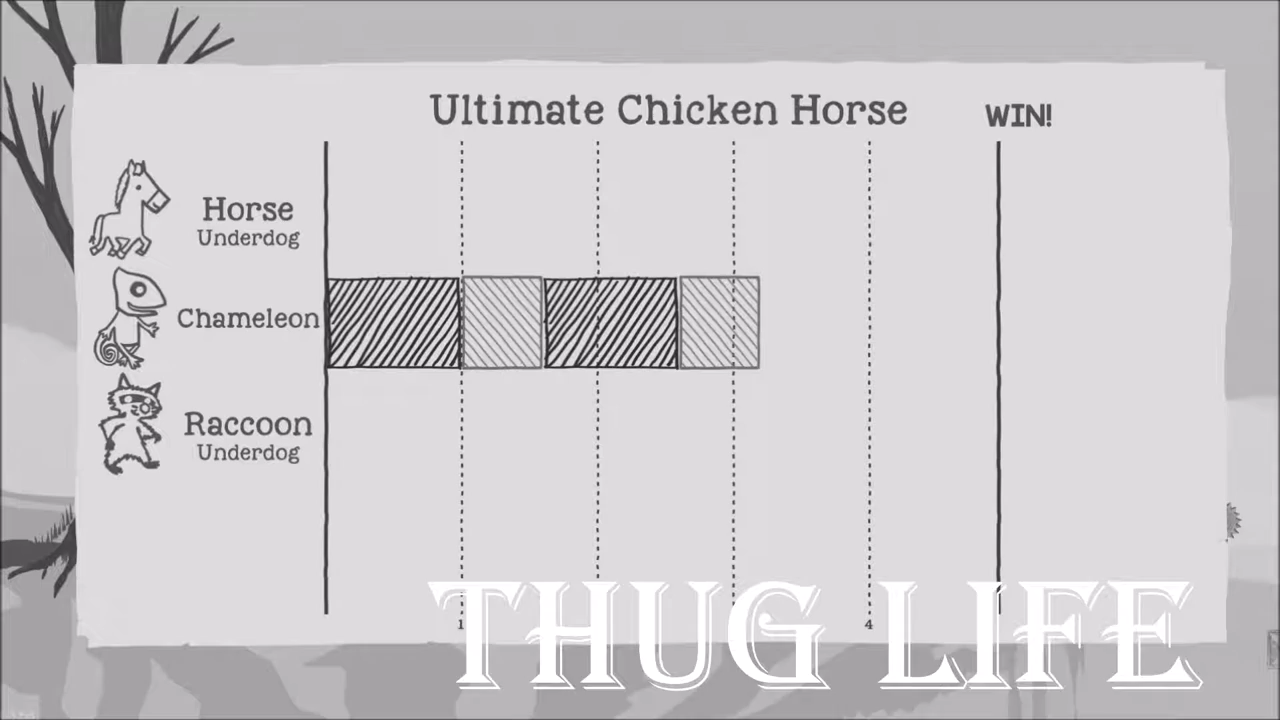 Ultimate Chicken Horse
WIN!
Horse
Underdog
Chameleon
Raccoon
Underdog
1
4
THUG LIFE